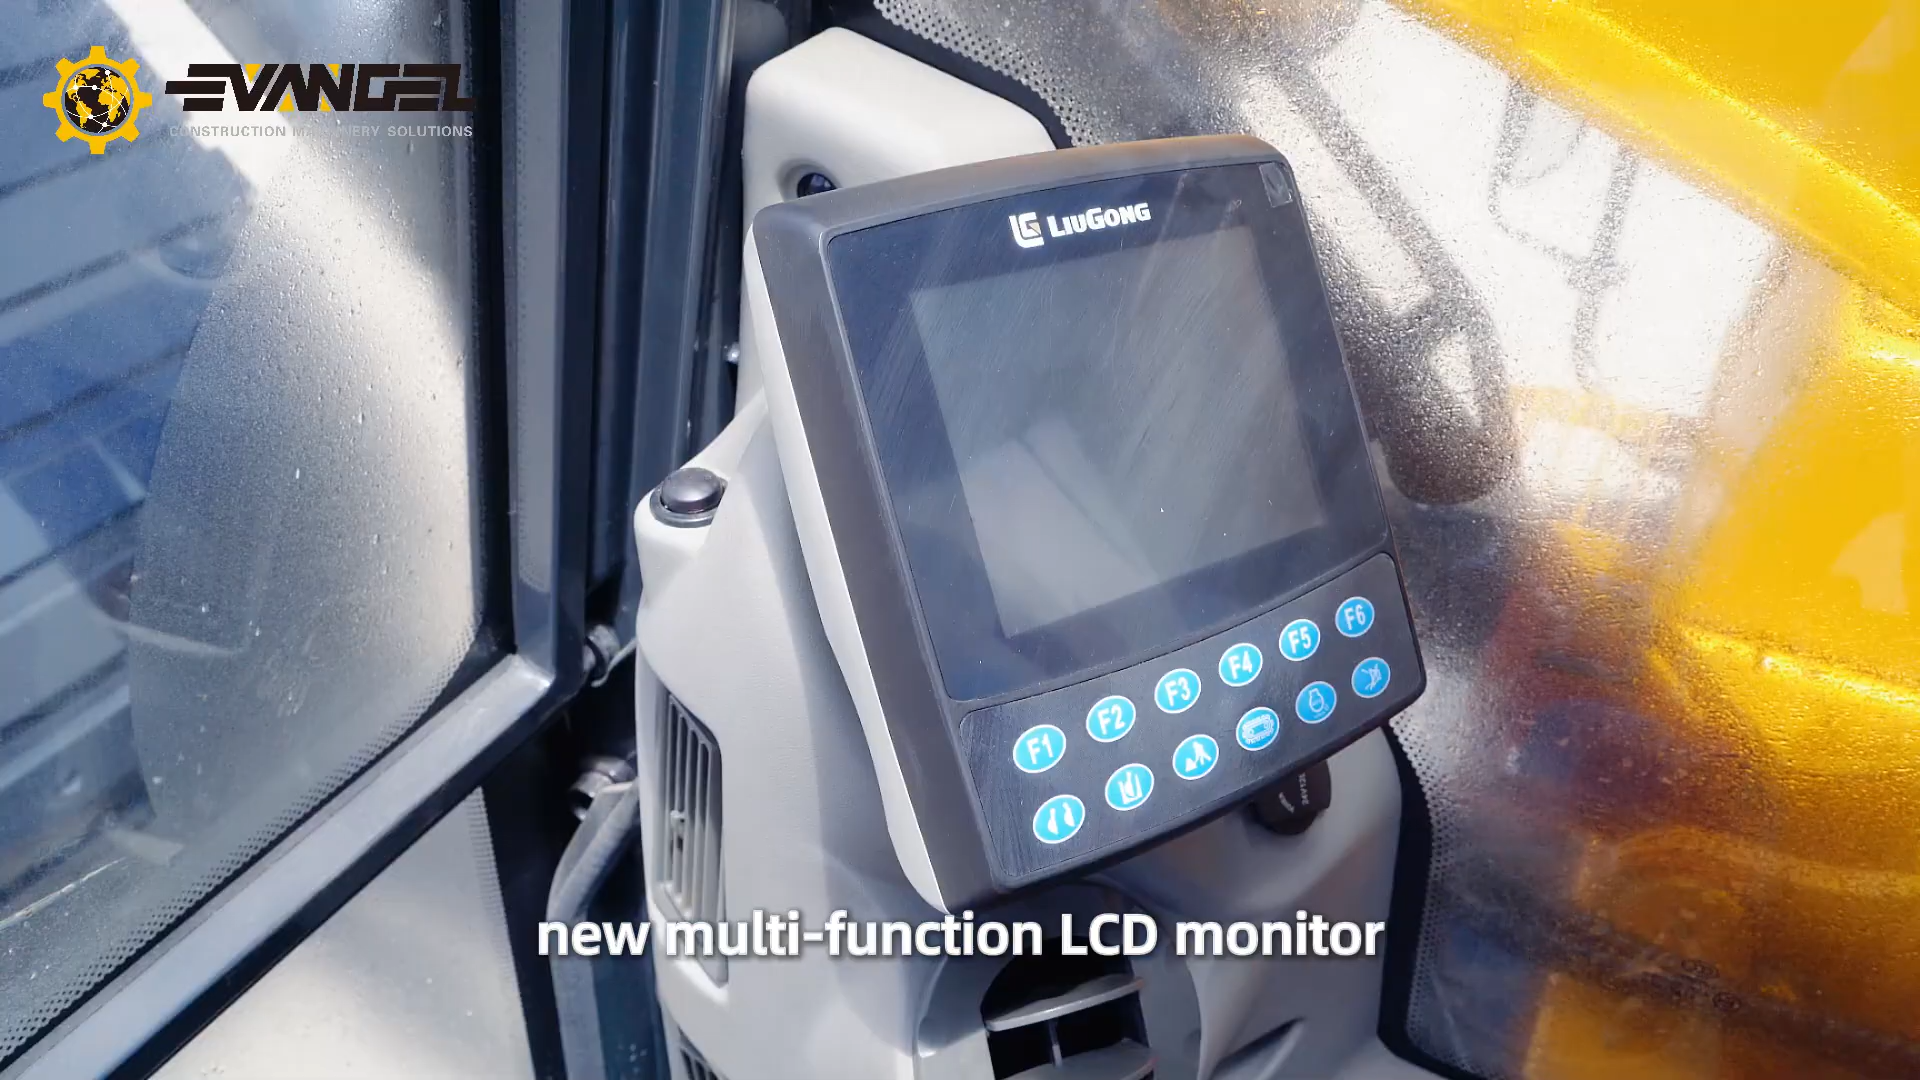 EVANGEL
CONSTRUCTION MACHINERY SOLUTIONS
LIUGONG
F1 F2 F3 F4 F5 F6
new multi-function LCD monitor